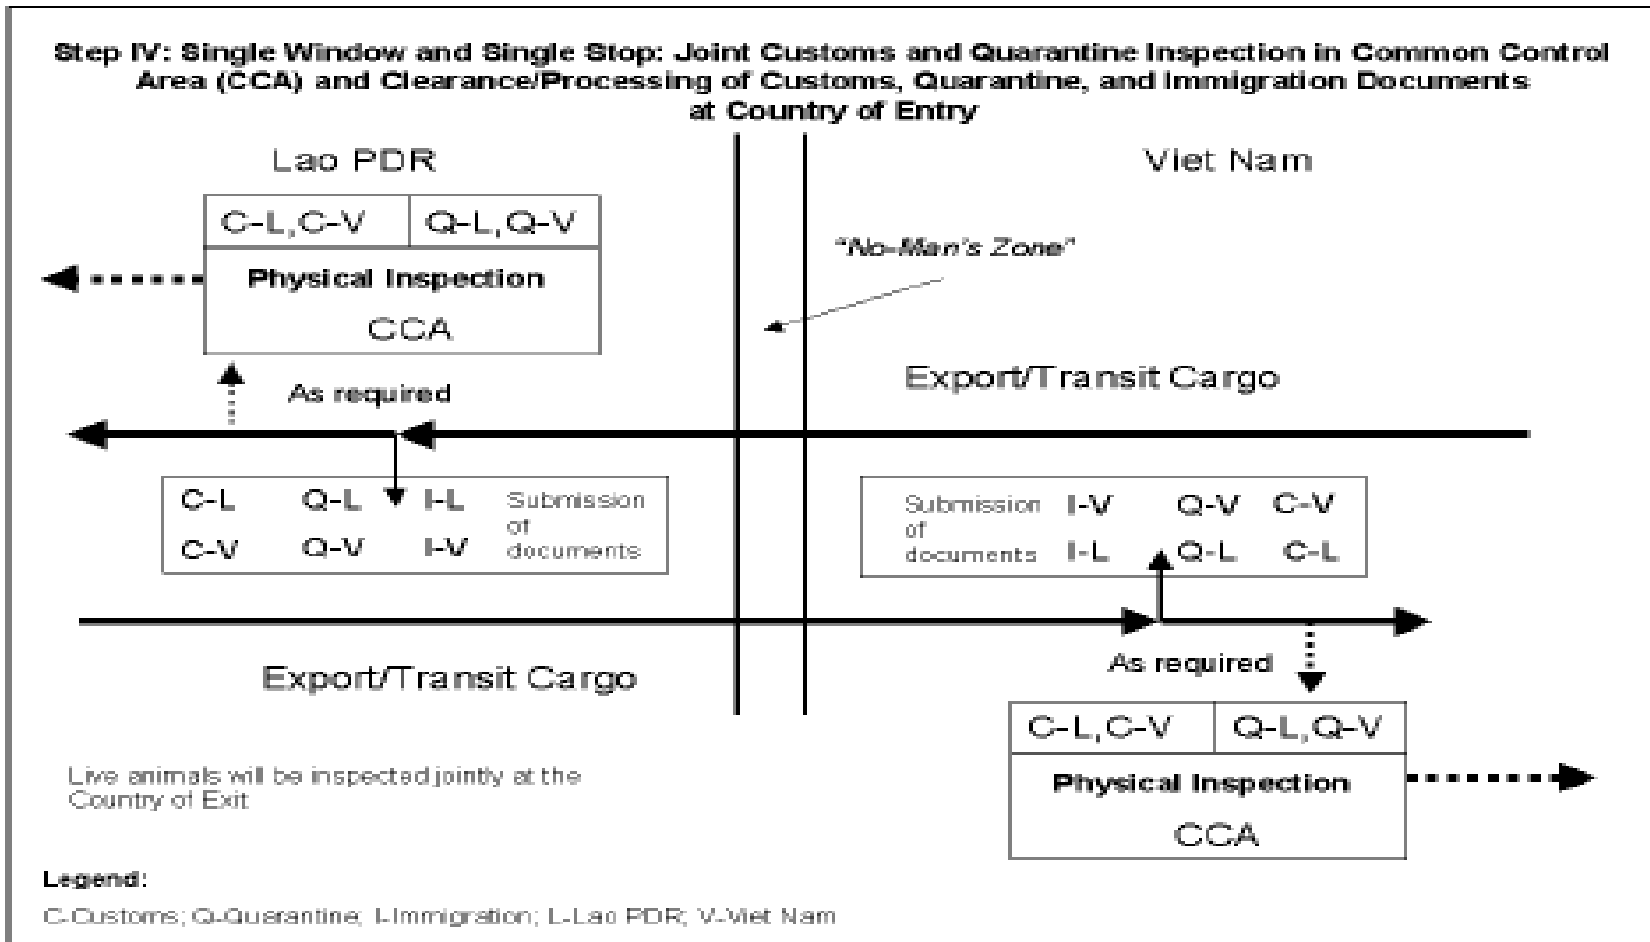 Step IV: Single Window and Single Stop: Joint Customs and Quarantine Inspection in Common Control
Area (CCA) and Clearance/Processing of Customs, Quarantine, and Immigration Documents
at Country of Entry
Lao PDR
Viet Nam
C-L,C-V
Q-L,Q-V
"No-Man's Zone"
Physical Inspection
CCA
As required
Export/Transit Cargo
C-L Q-L I-L Submission
of
C-V Q-V I-V documents
Submission I-V Q-V C-V
of
documents I-L Q-L C-L
Export/Transit Cargo
As required
C-L,C-V
Q-L,Q-V
Physical Inspection
CCA
Live animals will be inspected jointly at the
Country of Exit
Legend:
C-Customs; Q-Quarantine; I-Immigration; L-Lao PDR; V-Viet Nam